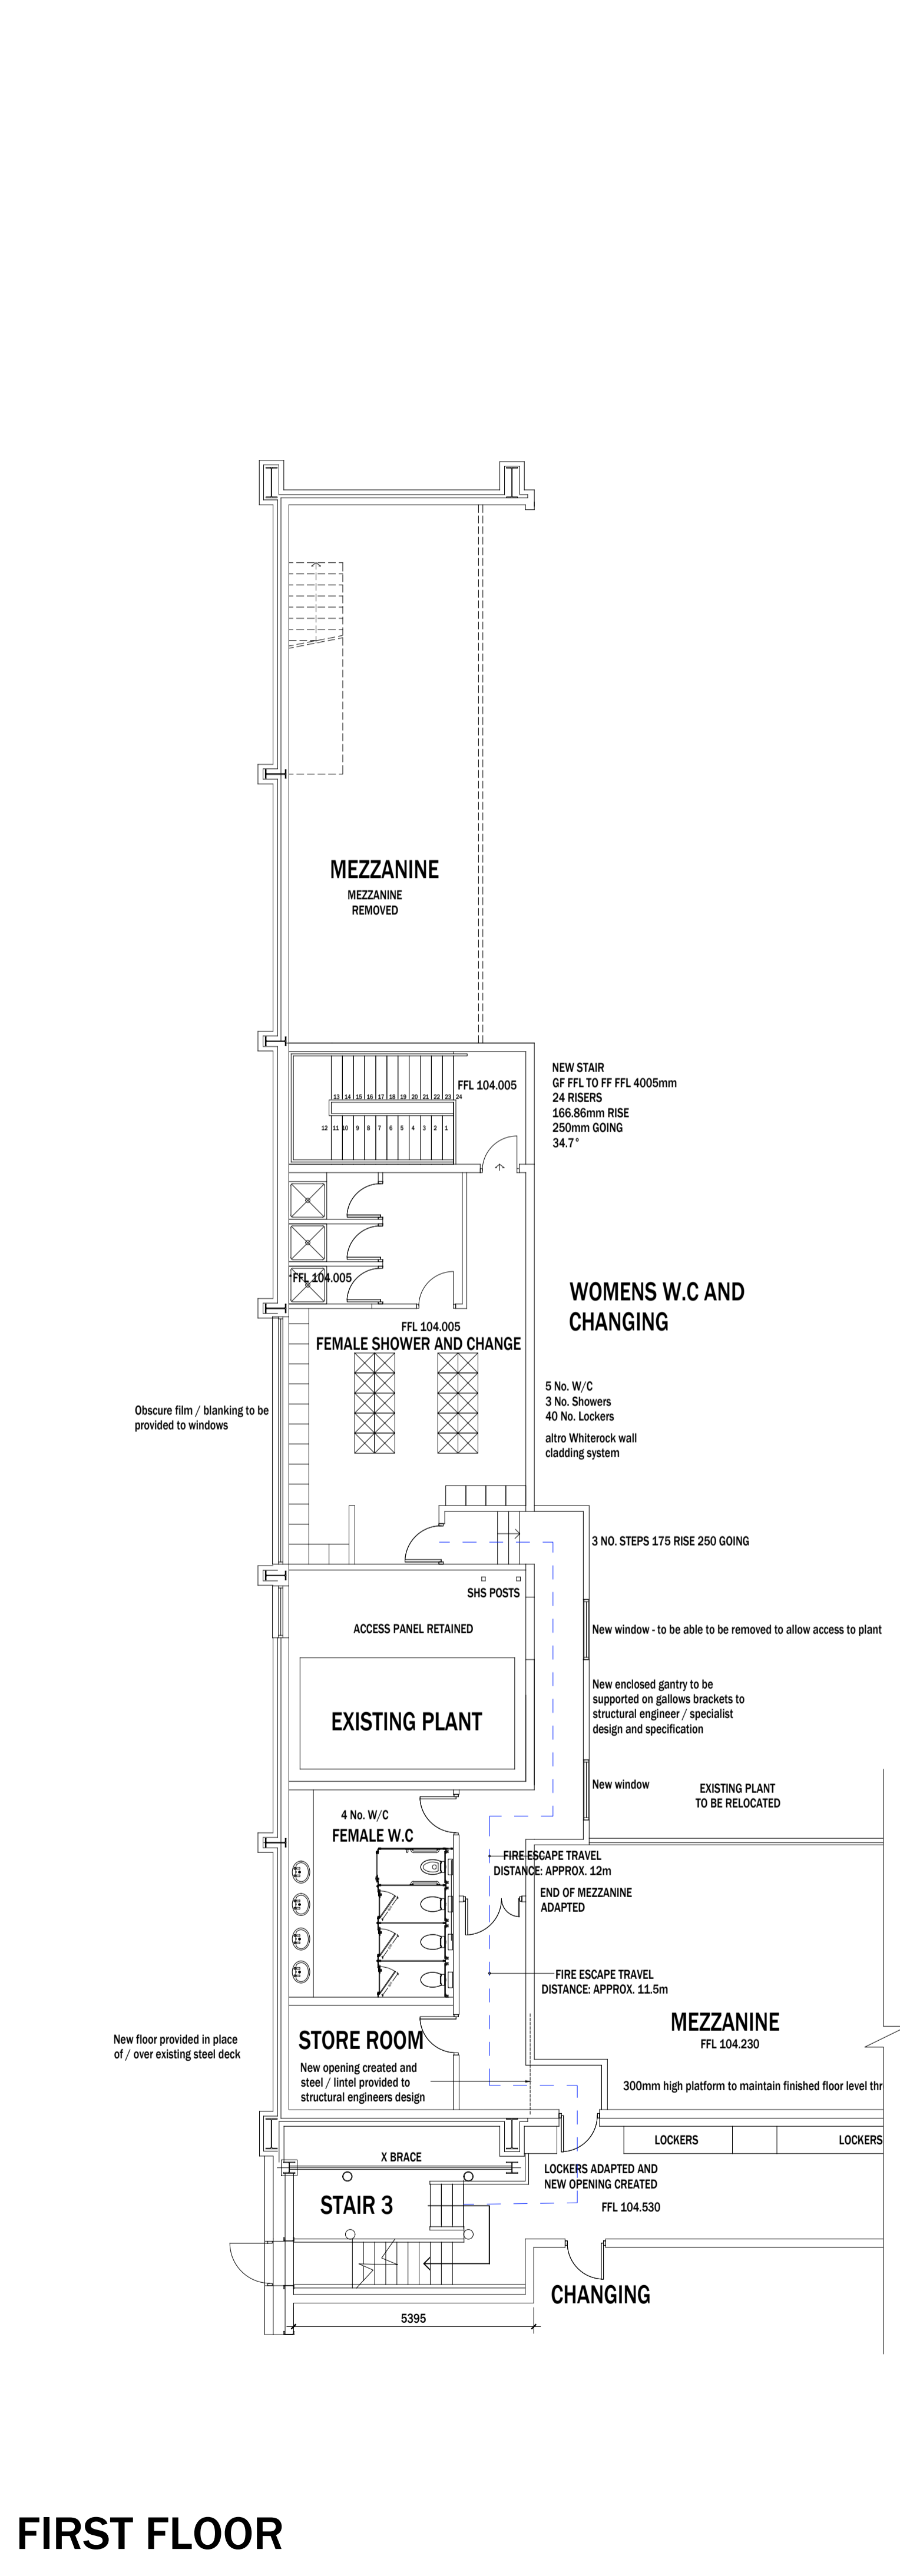 MEZZANINE
MEZZANINE
REMOVED
FFL 104.005
13 14 15 16 17 18 19 20 21 22 23 24
12 11 10 9 8 7 6 5 4 3 2 1
NEW STAIR
GF FFL TO FF FFL 4005mm
24 RISERS
166.86mm RISE
250mm GOING
34.7°
FFL 104.005
WOMENS W.C AND
CHANGING
FFL 104.005
FEMALE SHOWER AND CHANGE
5 No. W/C
3 No. Showers
40 No. Lockers
altro Whiterock wall
cladding system
Obscure film / blanking to be
provided to windows
3 NO. STEPS 175 RISE 250 GOING
SHS POSTS
ACCESS PANEL RETAINED
New window - to be able to be removed to allow access to plant
New enclosed gantry to be
supported on gallows brackets to
structural engineer / specialist
design and specification
EXISTING PLANT
New window
EXISTING PLANT
TO BE RELOCATED
4 No. W/C
FEMALE W.C
FIRE ESCAPE TRAVEL
DISTANCE: APPROX. 12m
END OF MEZZANINE
ADAPTED
FIRE ESCAPE TRAVEL
DISTANCE: APPROX. 11.5m
MEZZANINE
FFL 104.230
New floor provided in place
of / over existing steel deck
STORE ROOM
New opening created and
steel / lintel provided to
structural engineers design
300mm high platform to maintain finished floor level thr
LOCKERS
LOCKERS
X BRACE
LOCKERS ADAPTED AND
NEW OPENING CREATED
STAIR 3
FFL 104.530
CHANGING
5395
FIRST FLOOR